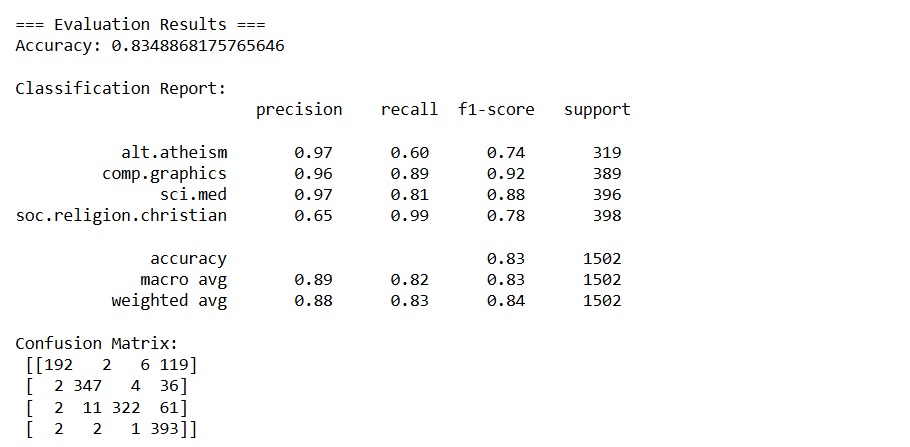 === Evaluation Results ===
Accuracy: 0.8348868175765646
Classification Report:
precision recall f1-score support
alt.atheism 0.97 0.60 0.74 319
comp.graphics 0.96 0.89 0.92 389
sci.med 0.97 0.81 0.88 396
soc.religion.christian 0.65 0.99 0.78 398
accuracy 0.83 1502
macro avg 0.89 0.82 0.83 1502
weighted avg 0.88 0.83 0.84 1502
Confusion Matrix:
[[192 2 6 119]
[ 2 347 4 36]
[ 2 11 322 61]
[ 2 2 1 393]]